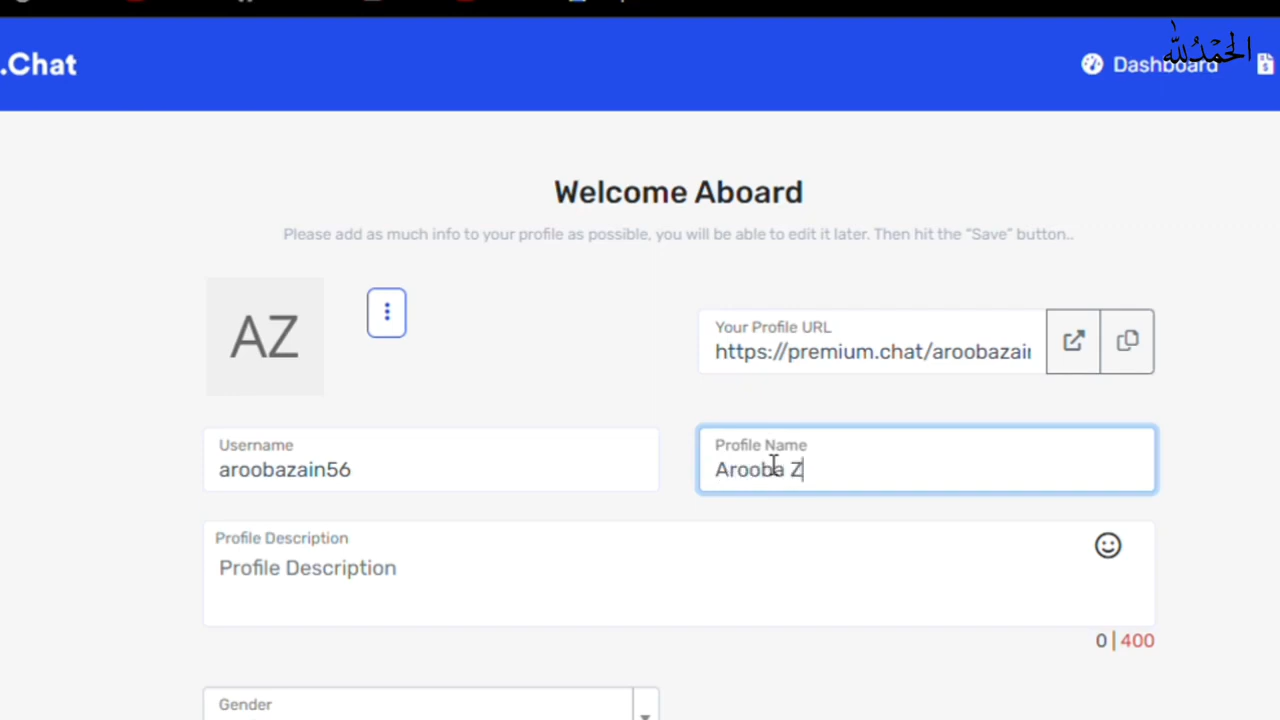 .Chat
Dashboard
الحمدلله
Welcome Aboard
Please add as much info to your profile as possible, you will be able to edit it later. Then hit the "Save" button..
AZ
Your Profile URL
https://premium.chat/aroobazain
Username
aroobazain56
Profile Name
Arooba Z
Profile Description
Profile Description
0 | 400
Gender